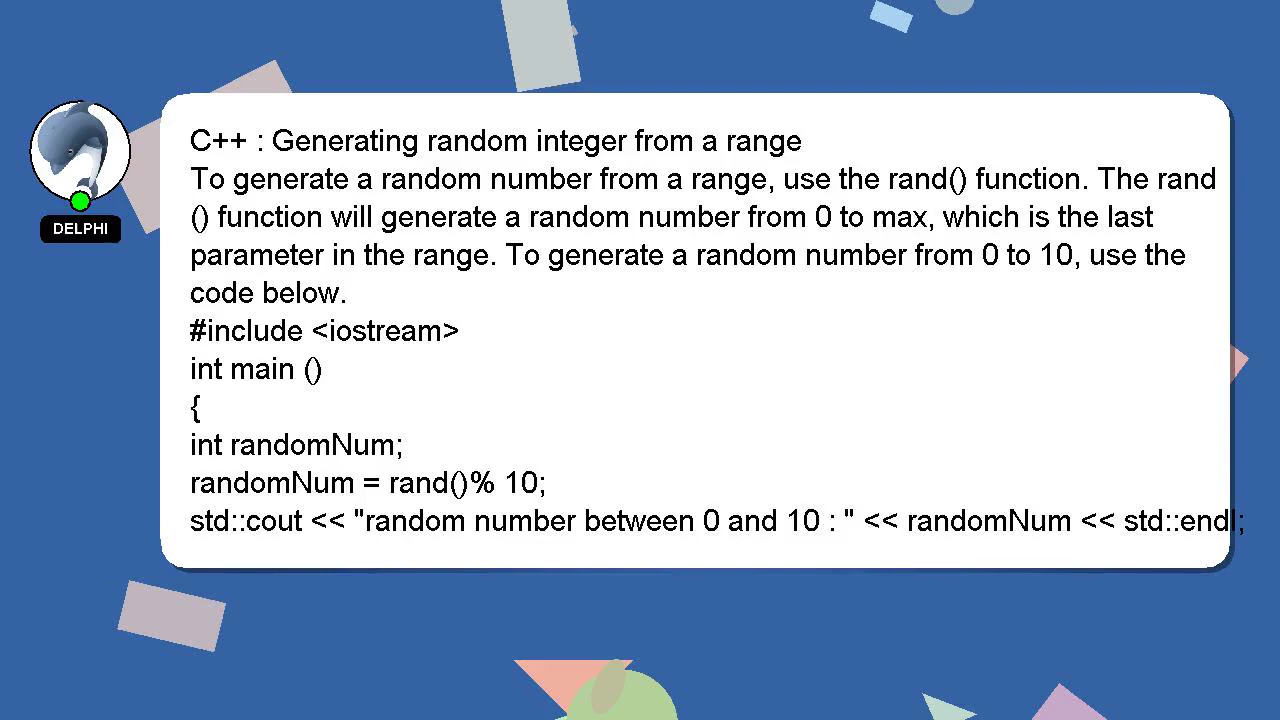 DELPHI
C++ : Generating random integer from a range
To generate a random number from a range, use the rand() function. The rand
() function will generate a random number from 0 to max, which is the last
parameter in the range. To generate a random number from 0 to 10, use the
code below.
#include <iostream>
int main ()
{
int randomNum;
randomNum = rand()% 10;
std::cout << "random number between 0 and 10 : " << randomNum << std::endl;